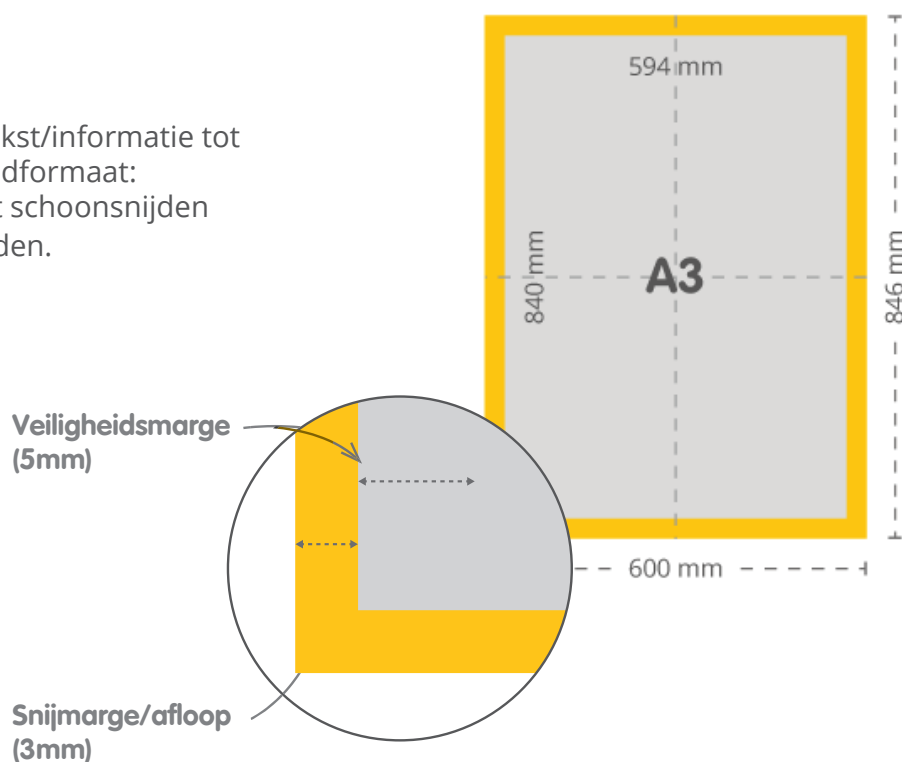 594 mm
kst/informatie tot
dformaat:
t schoonsnijden
den.
840 mm
A3
846 mm
Veiligheidsmarge
(5mm)
600 mm
Snijmarge/afloop
(3mm)